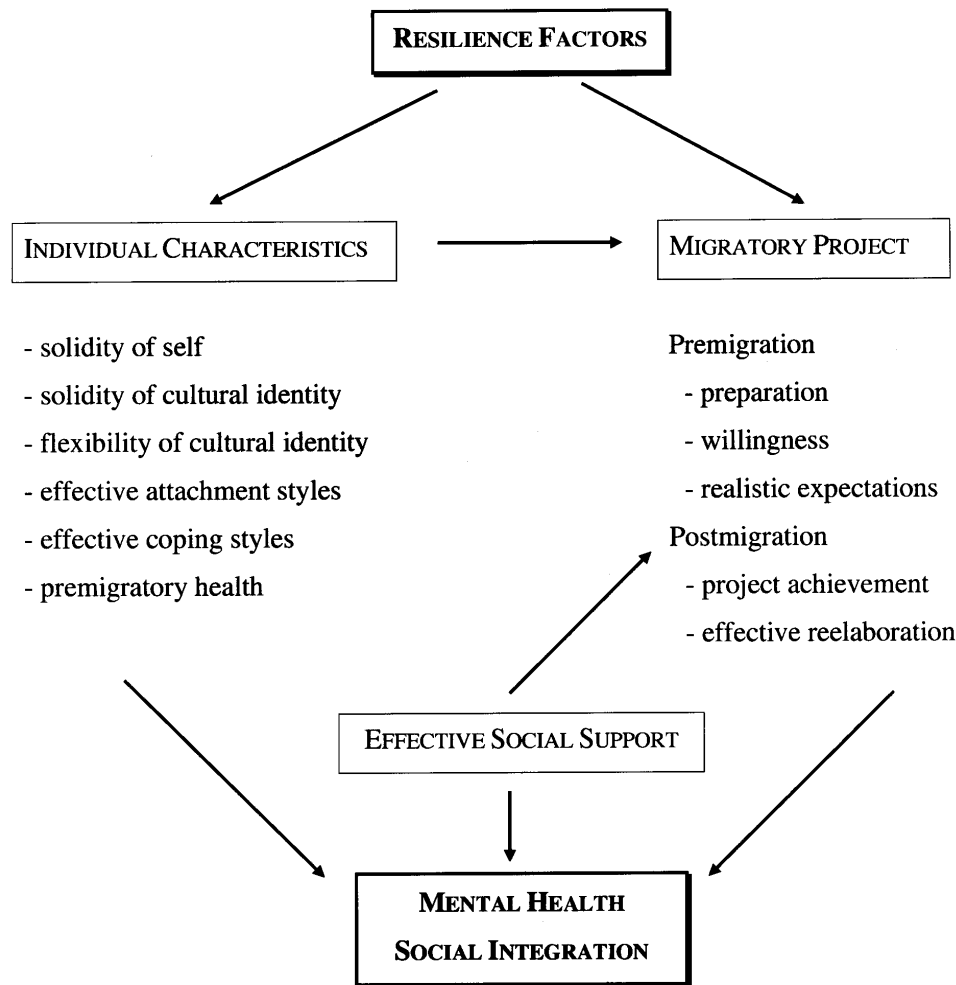 RESILIENCE FACTORS
INDIVIDUAL CHARACTERISTICS
- solidity of self
- solidity of cultural identity
- flexibility of cultural identity
- effective attachment styles
- effective coping styles
- premigratory health
MIGRATORY PROJECT
Premigration
- preparation
- willingness
- realistic expectations
Postmigration
- project achievement
- effective reelaboration
EFFECTIVE SOCIAL SUPPORT
MENTAL HEALTH
SOCIAL INTEGRATION